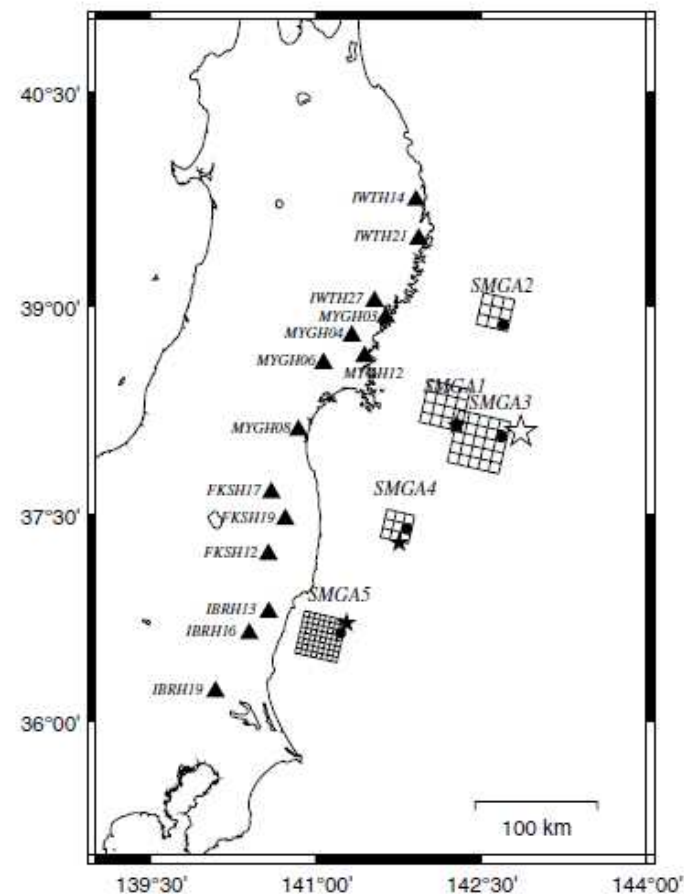 40°30'
IWTH14
IWTH21
SMGA2
IWTH27
39°00'
MYGH03
MYGH04
MYGH06
MYGH12
SMGA1
SMGA3
MYGH08
SMGA4
FKSH17
37°30'
FKSH19
FKSH12
SMGA5
IBRH13
IBRH16
IBRH19
36°00'
100 km
139°30'
141°00'
142°30'
144°00'